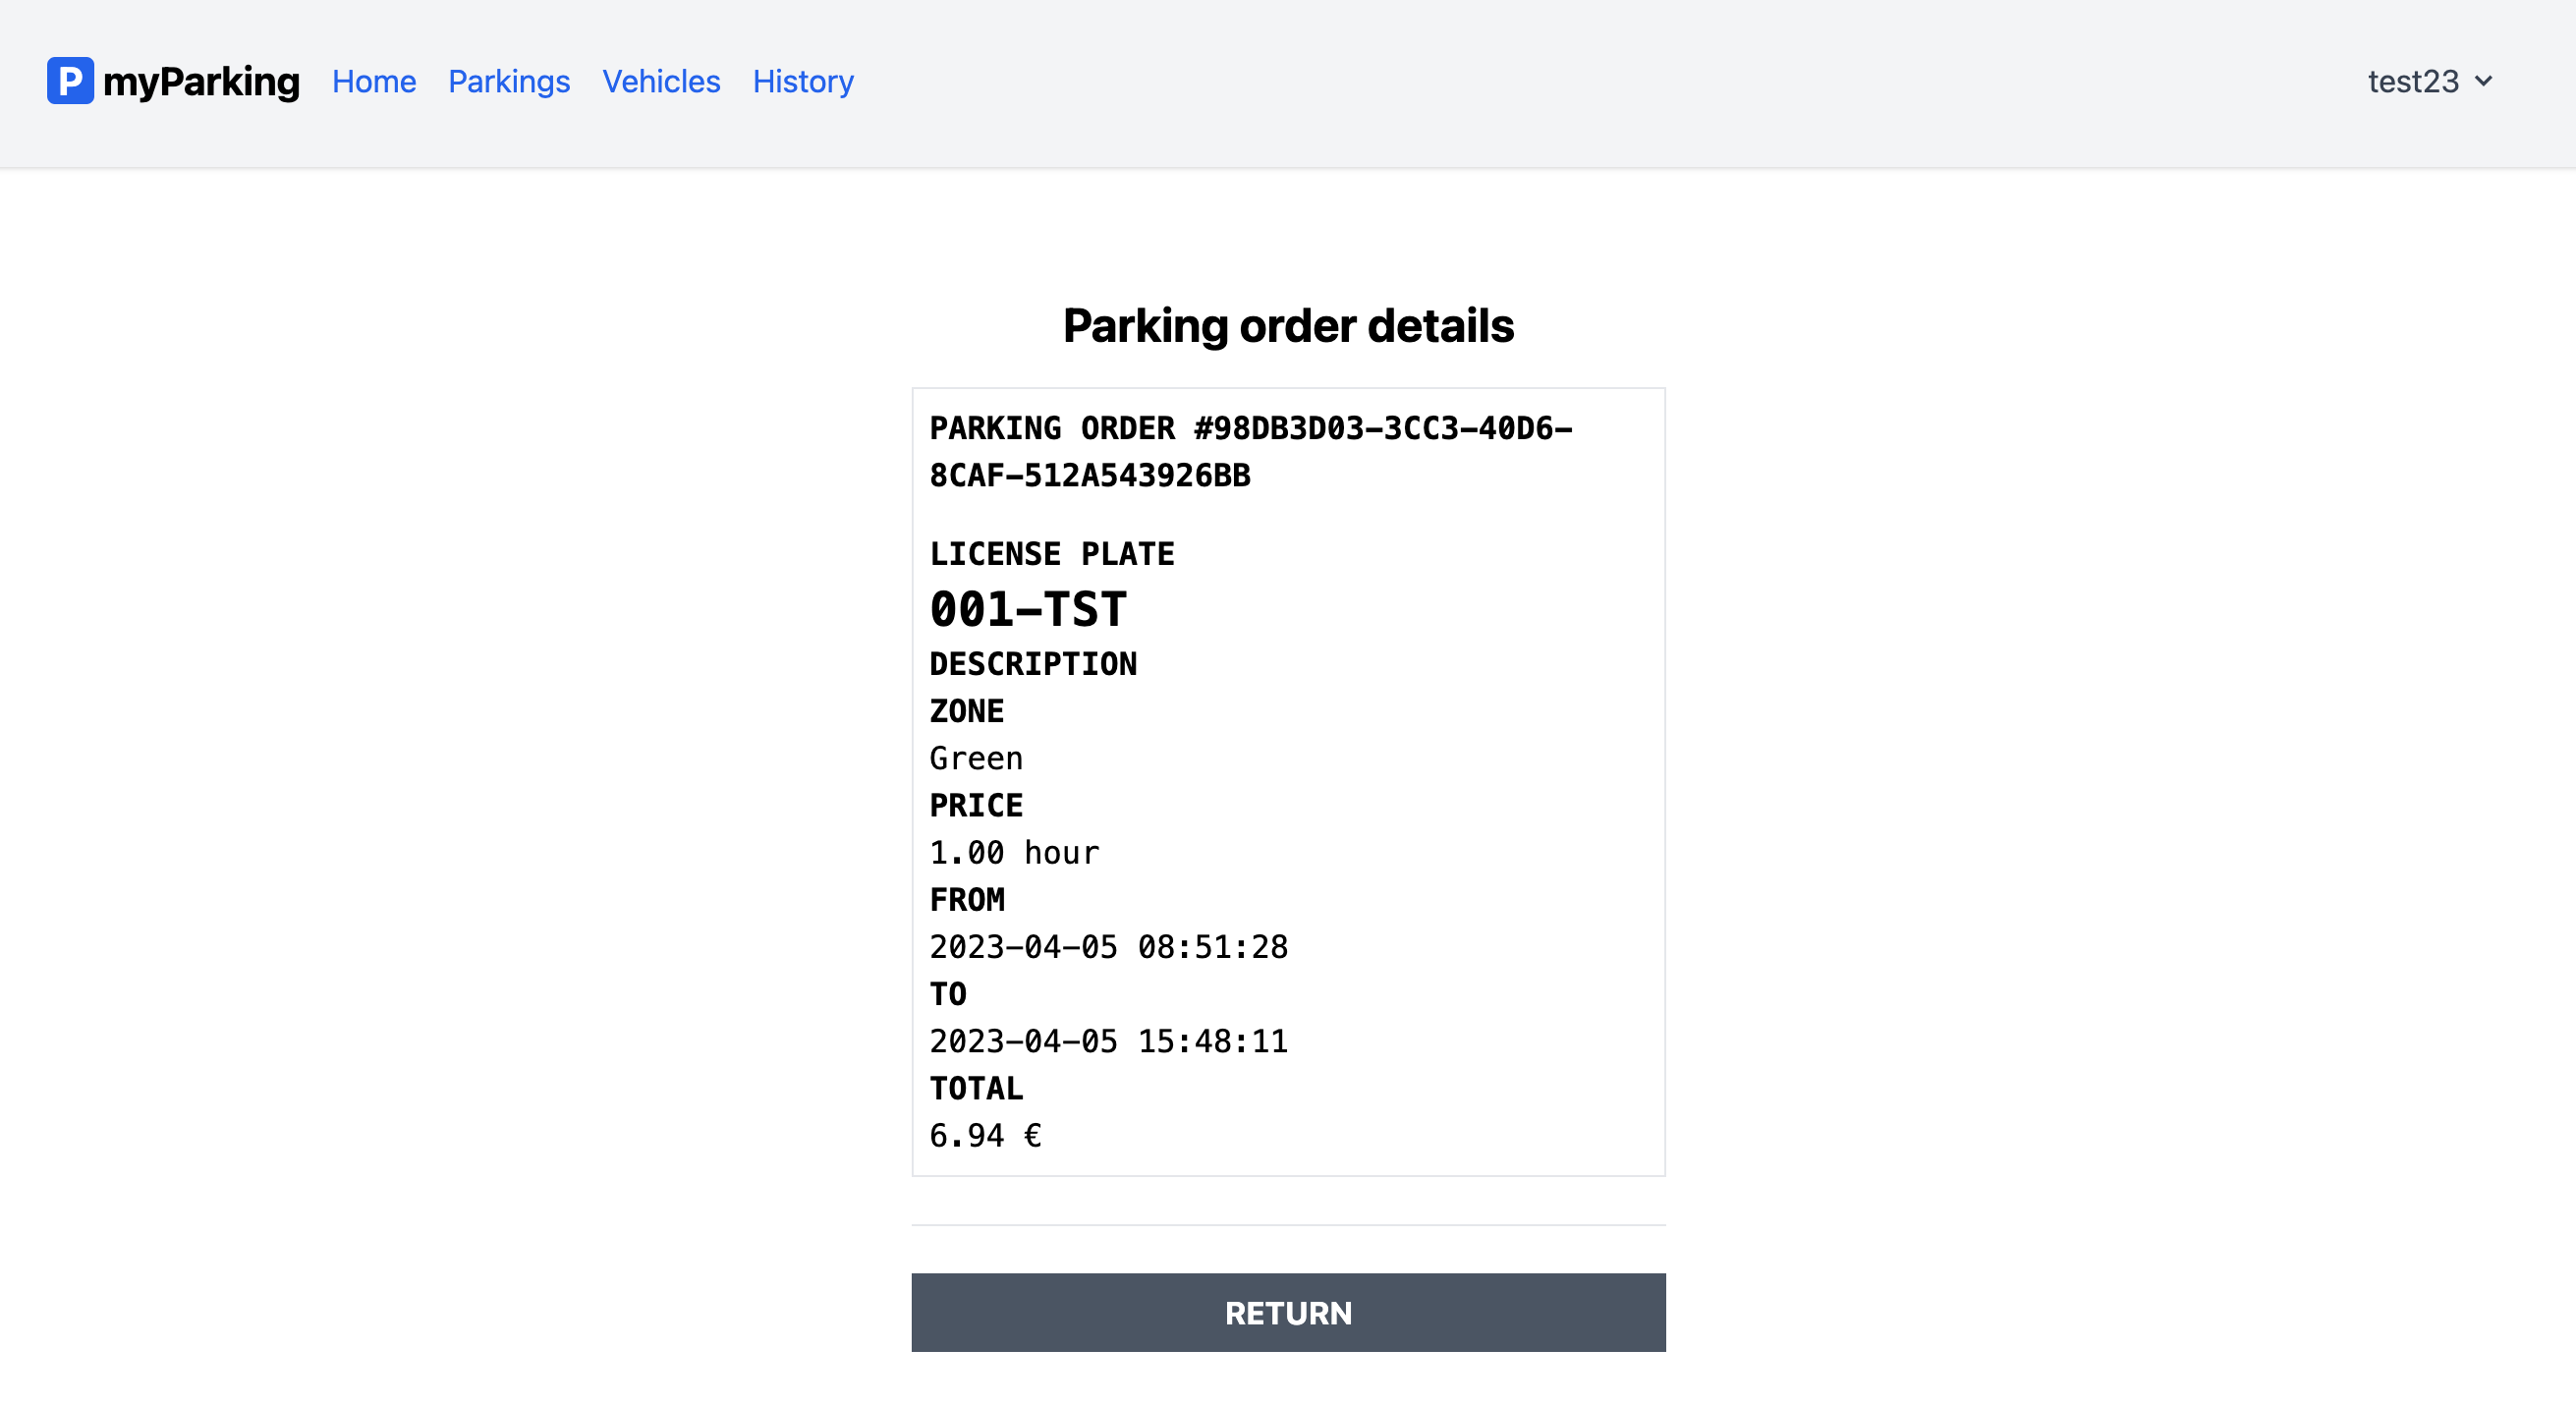 P myParking Home Parkings Vehicles History test23
Parking order details
PARKING ORDER #98DB3D03-3CC3-40D6-
8CAF-512A543926BB
LICENSE PLATE
001-TST
DESCRIPTION
ZONE
Green
PRICE
1.00 hour
FROM
2023-04-05 08:51:28
TO
2023-04-05 15:48:11
TOTAL
6.94 €
RETURN